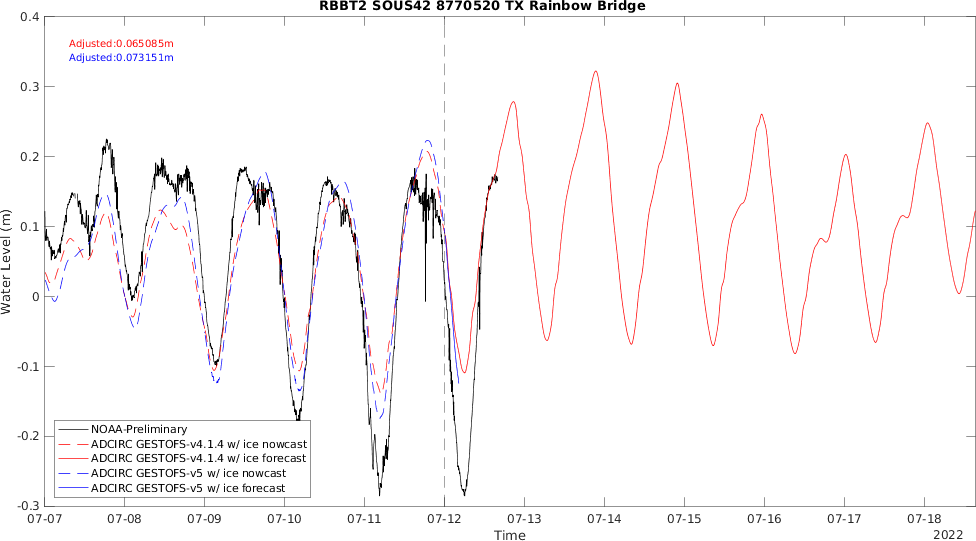 RBBT2 SOUS42 8770520 TX Rainbow Bridge
0.4
Adjusted:0.065085m
Adjusted:0.073151m
0.3
0.2
0.1
0
-0.1
-0.2
-0.3
Water Level (m)
NOAA-Preliminary
ADCIRC GESTOFS-v4.1.4 w/ ice nowcast
ADCIRC GESTOFS-v4.1.4 w/ ice forecast
ADCIRC GESTOFS-v5 w/ ice nowcast
ADCIRC GESTOFS-v5 w/ ice forecast
07-07 07-08 07-09 07-10 07-11 07-12 07-13 07-14 07-15 07-16 07-17 07-18
Time
2022